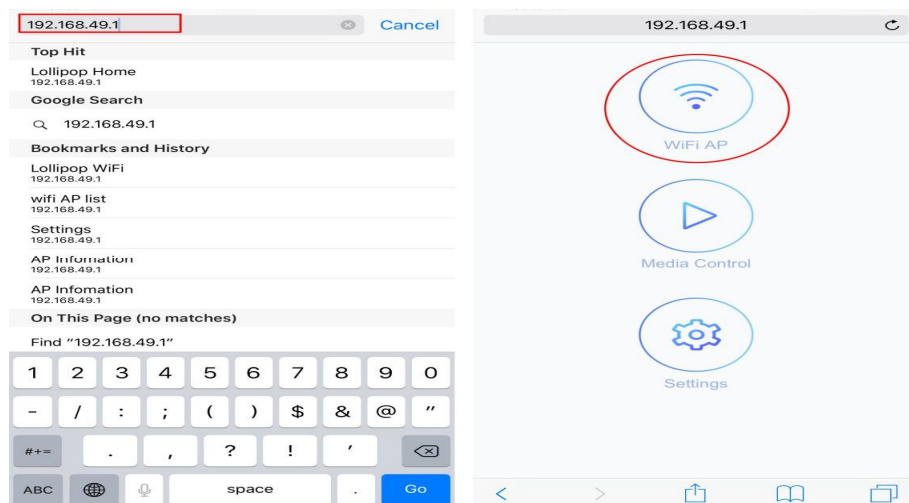 192.168.49.1
Cancel
Top Hit
Lollipop Home
192.168.49.1
Google Search
192.168.49.1
Bookmarks and History
Lollipop WiFi
192.168.49.1
wifi AP list
192.168.49.1
Settings
192.168.49.1
AP Infomation
192.168.49.1
AP Infomation
192.168.49.1
On This Page (no matches)
Find "192.168.49.1"
1 2 3 4 5 6 7 8 9 0
- / : ; ( ) $ & @ "
#+= . , ? ! '
ABC space . Go
192.168.49.1
WiFi AP
Media Control
Settings